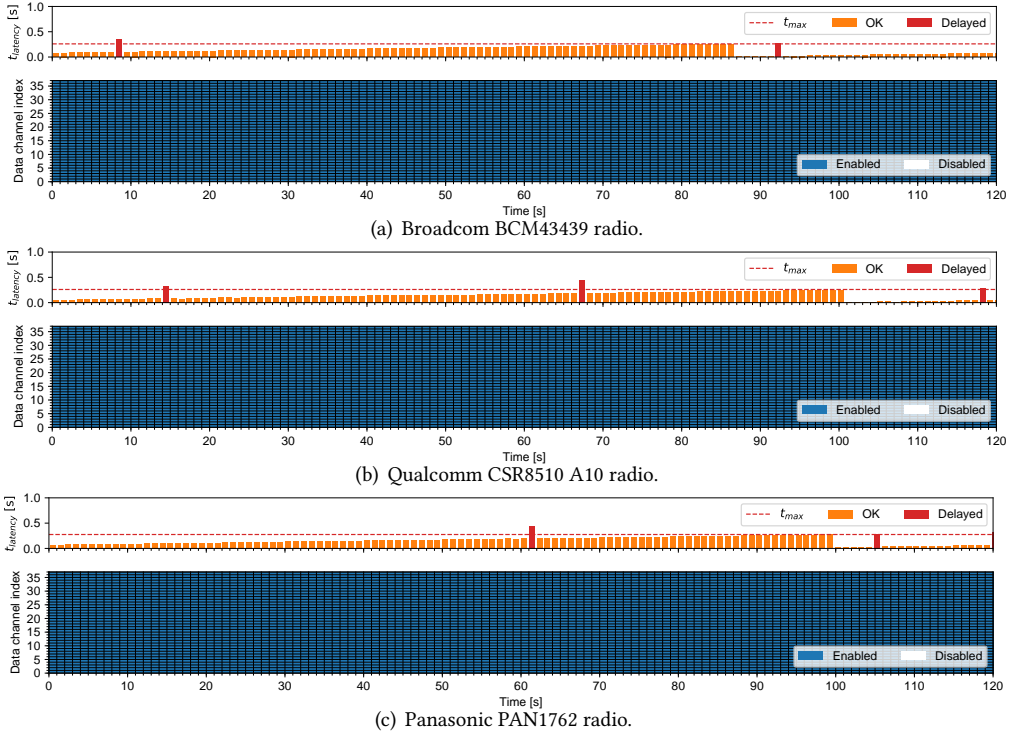 1.0
t_latency [s]
0.5
0.0
t_max OK Delayed
Data channel index
35
30
25
20
15
10
5
0
Enabled Disabled
0 10 20 30 40 50 60 70 80 90 100 110 120
Time [s]
(a) Broadcom BCM43439 radio.
1.0
t_latency [s]
0.5
0.0
t_max OK Delayed
Data channel index
35
30
25
20
15
10
5
0
Enabled Disabled
0 10 20 30 40 50 60 70 80 90 100 110 120
Time [s]
(b) Qualcomm CSR8510 A10 radio.
1.0
t_latency [s]
0.5
0.0
t_max OK Delayed
Data channel index
35
30
25
20
15
10
5
0
Enabled Disabled
0 10 20 30 40 50 60 70 80 90 100 110 120
Time [s]
(c) Panasonic PAN1762 radio.